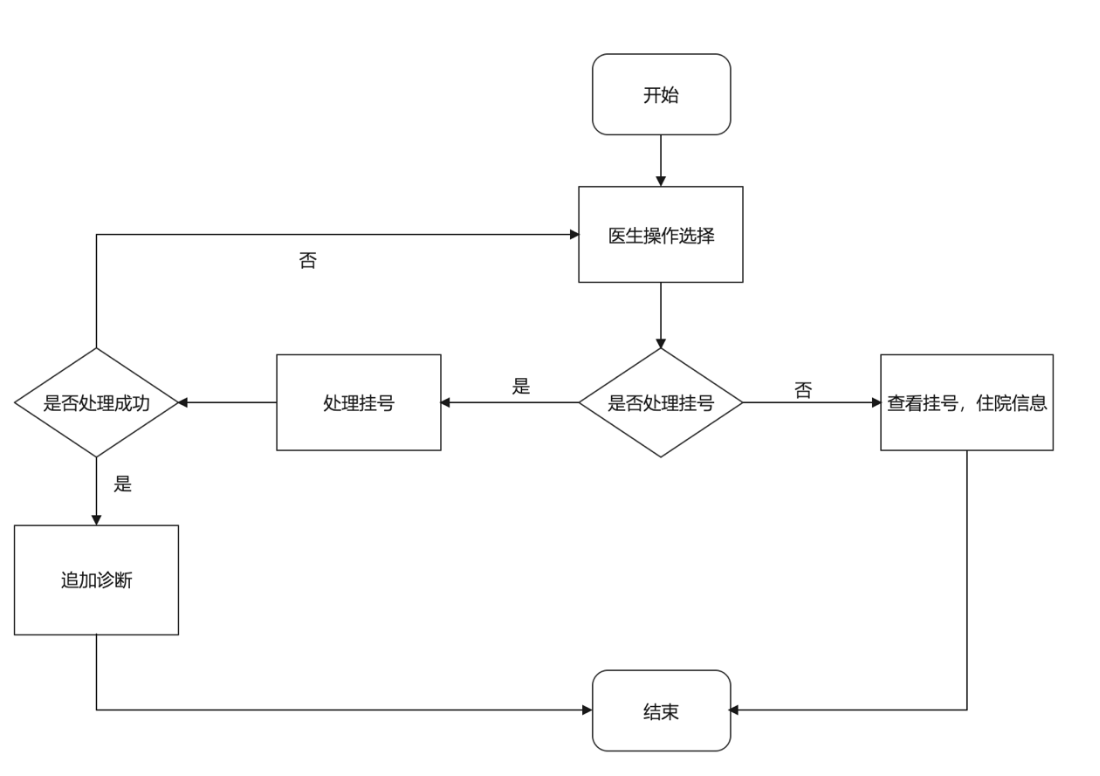 开始
医生操作选择
否
是否处理成功
处理挂号
是
是否处理挂号
否
查看挂号，住院信息
是
追加诊断
结束